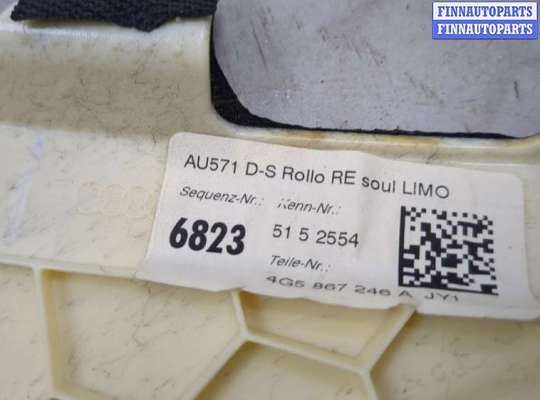 FINNAUTOPARTS
FINNAUTOPARTS
AU571 D-S Rollo RE soul LIMO
Sequenz-Nr.: Kenn-Nr.:
6823 51 5 2554
Teile-Nr.:
4G5 867 246 A JY1